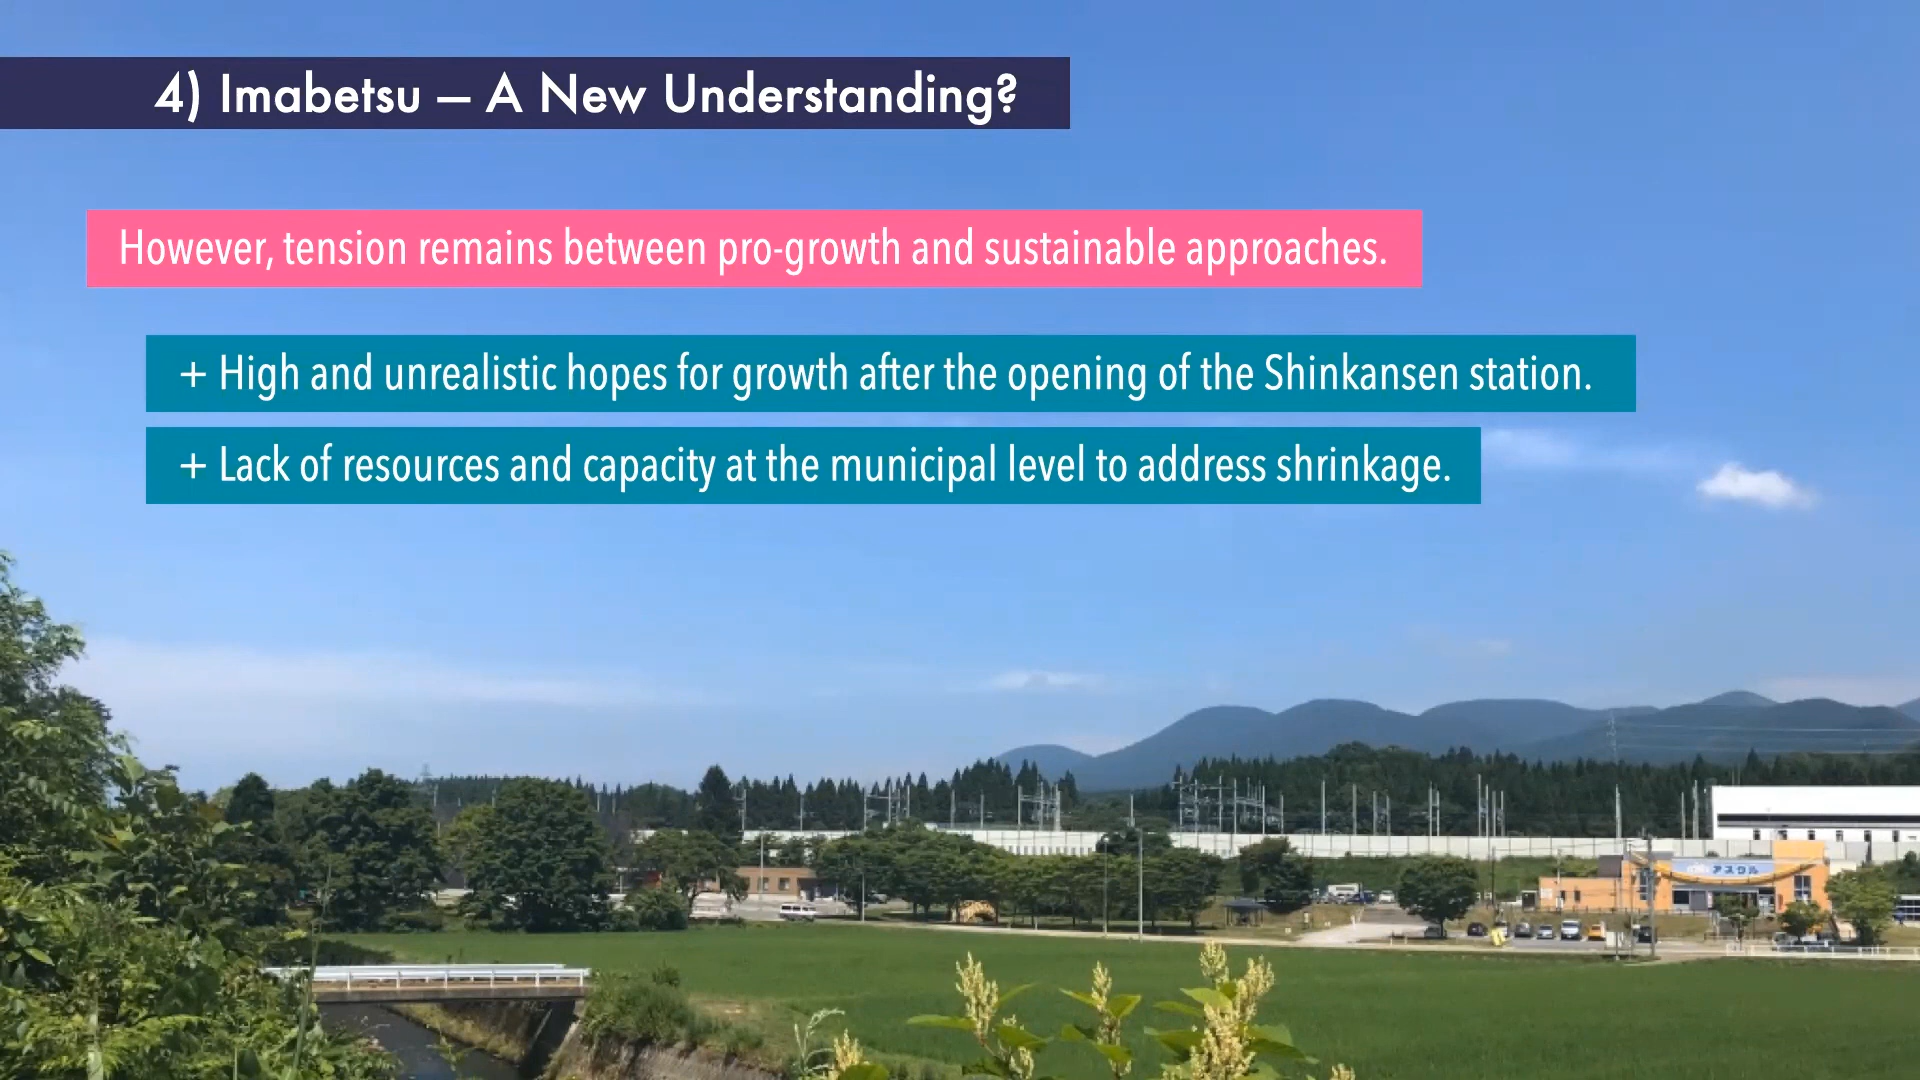 4) Imabetsu – A New Understanding?
However, tension remains between pro-growth and sustainable approaches.
+ High and unrealistic hopes for growth after the opening of the Shinkansen station.
+ Lack of resources and capacity at the municipal level to address shrinkage.
アスクル